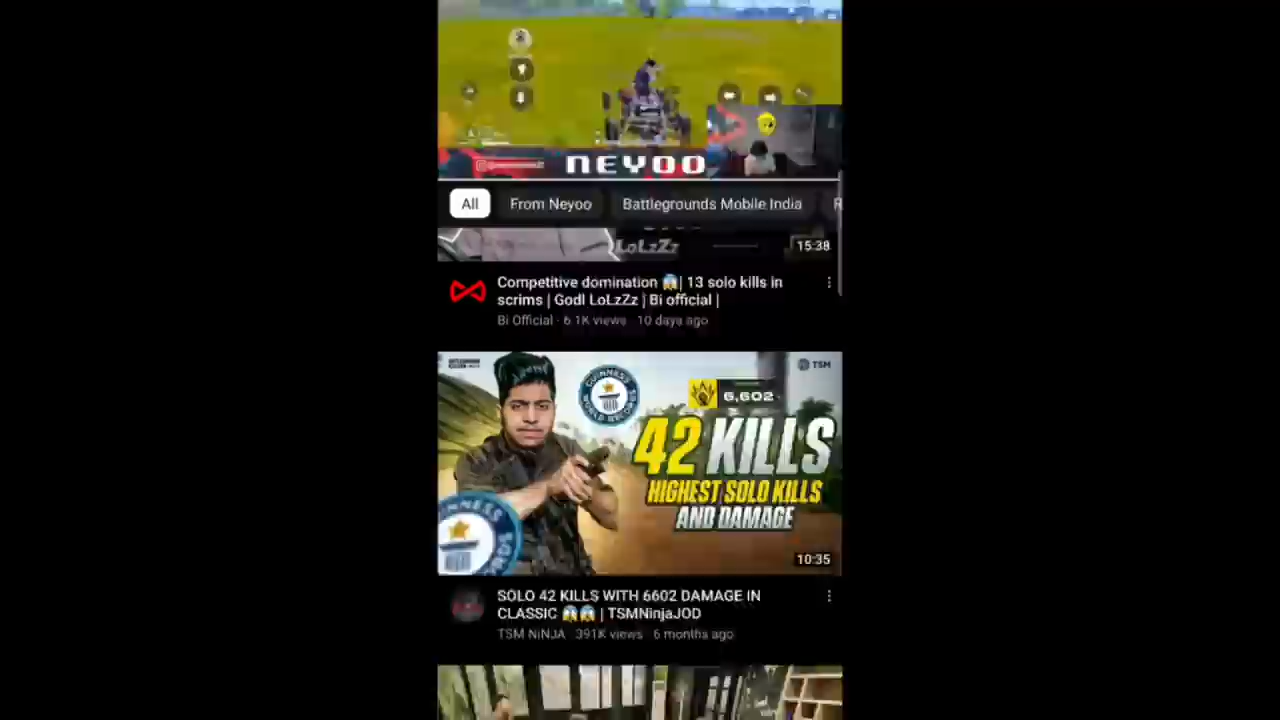 NEYOO
All From Neyoo Battlegrounds Mobile India R
LoLzZz
15:38
Competitive domination 😱| 13 solo kills in
scrims | Godl LoLzZz | Bi official |
Bi Official · 6.1K views · 10 days ago
TSM
GUINNESS WORLD RECORDS
6,602
42 KILLS
HIGHEST SOLO KILLS
AND DAMAGE
10:35
SOLO 42 KILLS WITH 6602 DAMAGE IN
CLASSIC 😱😱 | TSMNinjaJOD
TSM NiNJA · 391K views · 6 months ago